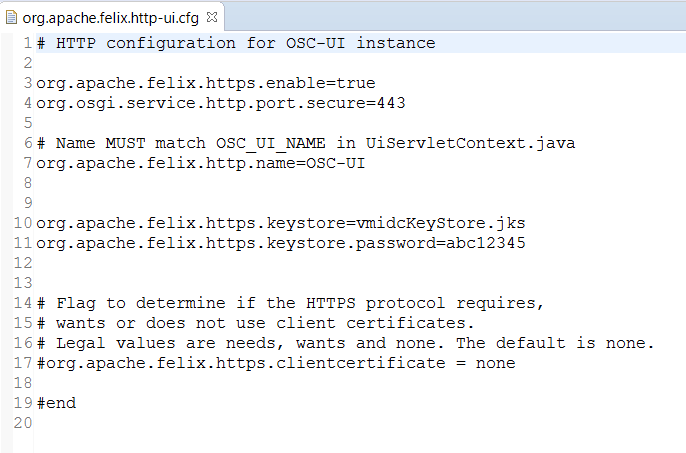 org.apache.felix.http-ui.cfg
1 # HTTP configuration for OSC-UI instance
2
3 org.apache.felix.https.enable=true
4 org.osgi.service.http.port.secure=443
5
6 # Name MUST match OSC_UI_NAME in UiServletContext.java
7 org.apache.felix.http.name=OSC-UI
8
9
10 org.apache.felix.https.keystore=vmidcKeyStore.jks
11 org.apache.felix.https.keystore.password=abc12345
12
13
14 # Flag to determine if the HTTPS protocol requires,
15 # wants or does not use client certificates.
16 # Legal values are needs, wants and none. The default is none.
17 #org.apache.felix.https.clientcertificate = none
18
19 #end
20